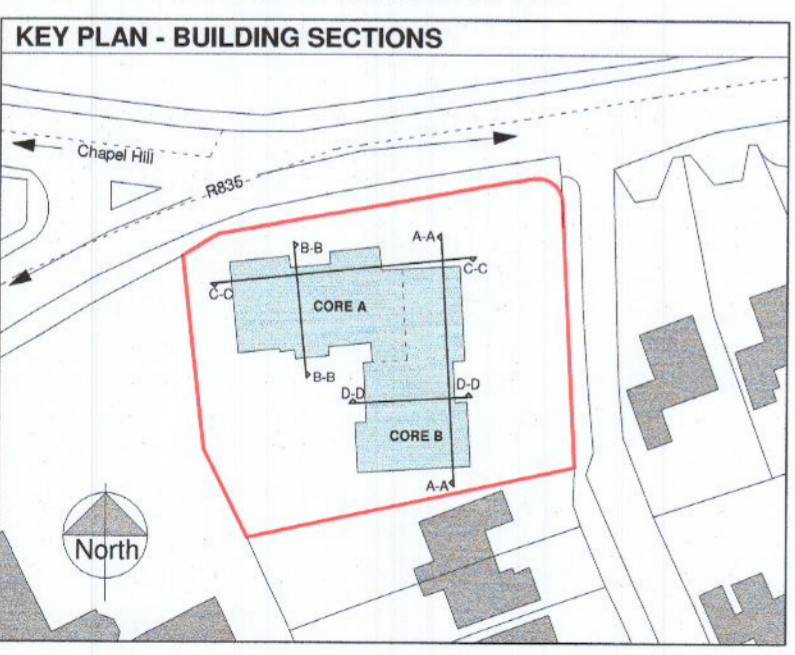 KEY PLAN - BUILDING SECTIONS
Chapel Hill
R835
B-B
A-A
C-C
C-C
CORE A
B-B
D-D
D-D
CORE B
A-A
North